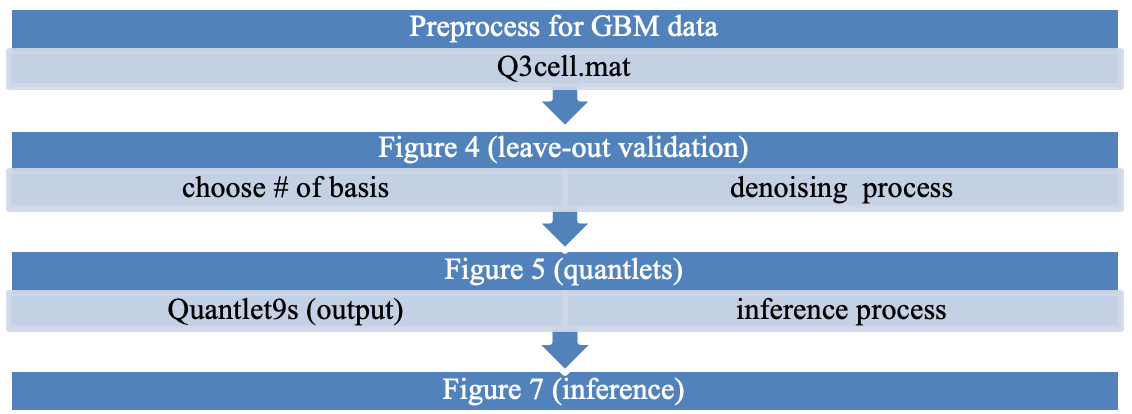 Preprocess for GBM data
Q3cell.mat
Figure 4 (leave-out validation)
choose # of basis
denoising process
Figure 5 (quantlets)
Quantlet9s (output)
inference process
Figure 7 (inference)